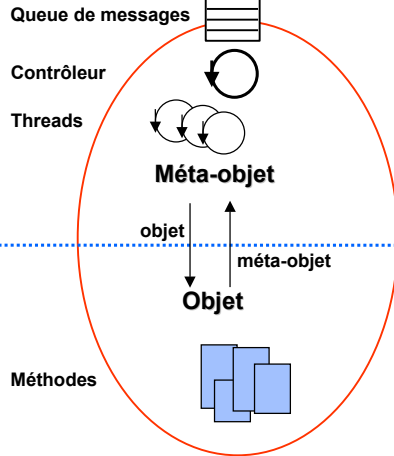 Queue de messages
Contrôleur
Threads
Méta-objet
objet
méta-objet
Objet
Méthodes